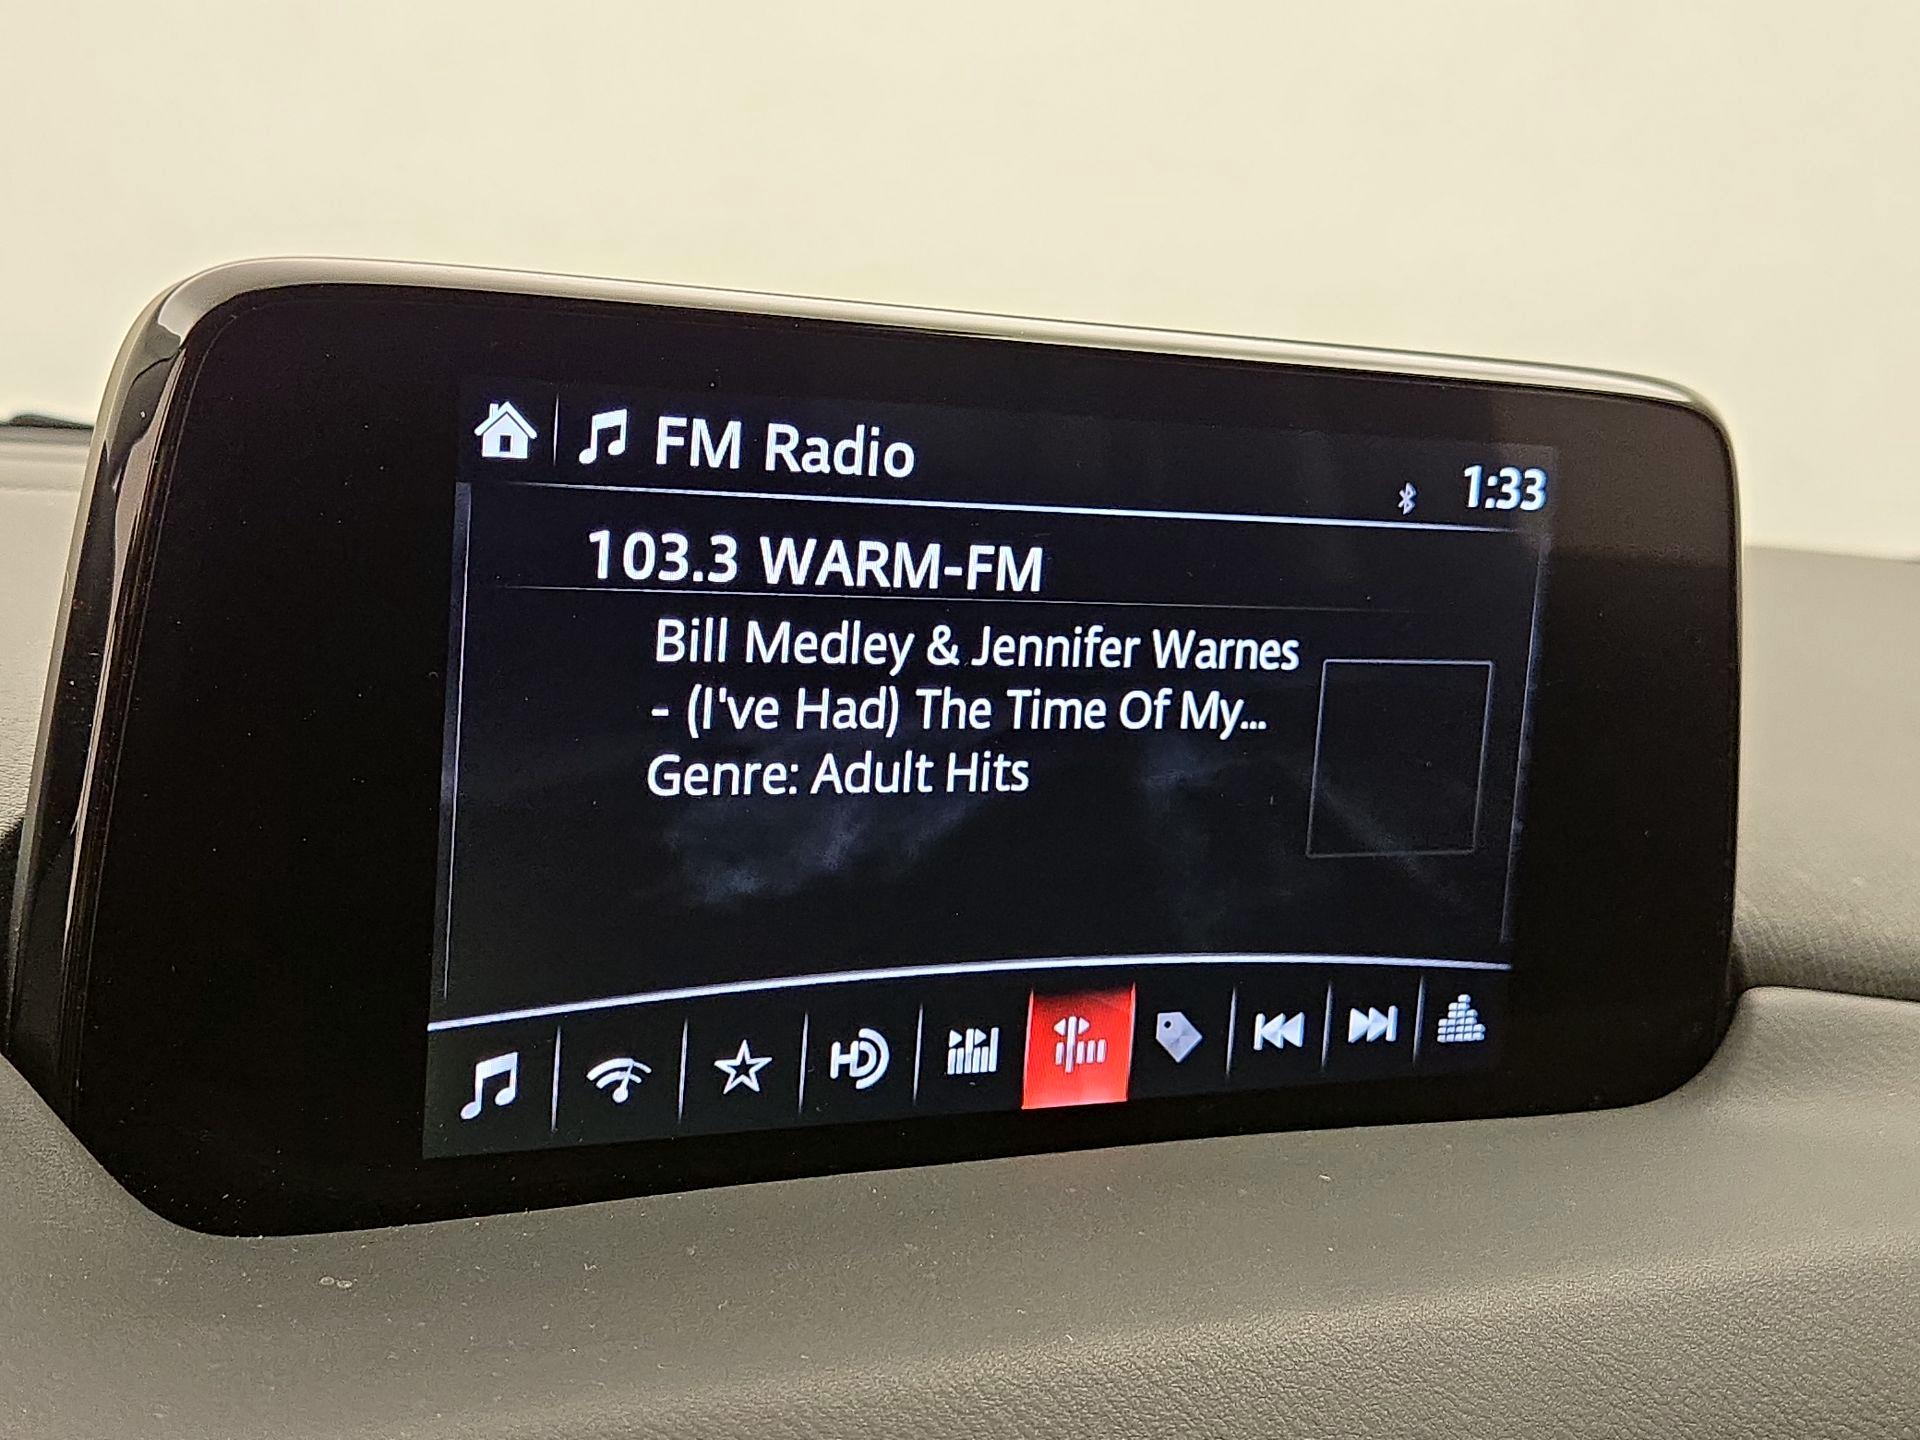 FM Radio
1:33
103.3 WARM-FM
Bill Medley & Jennifer Warnes
- (I've Had) The Time Of My...
Genre: Adult Hits
HD